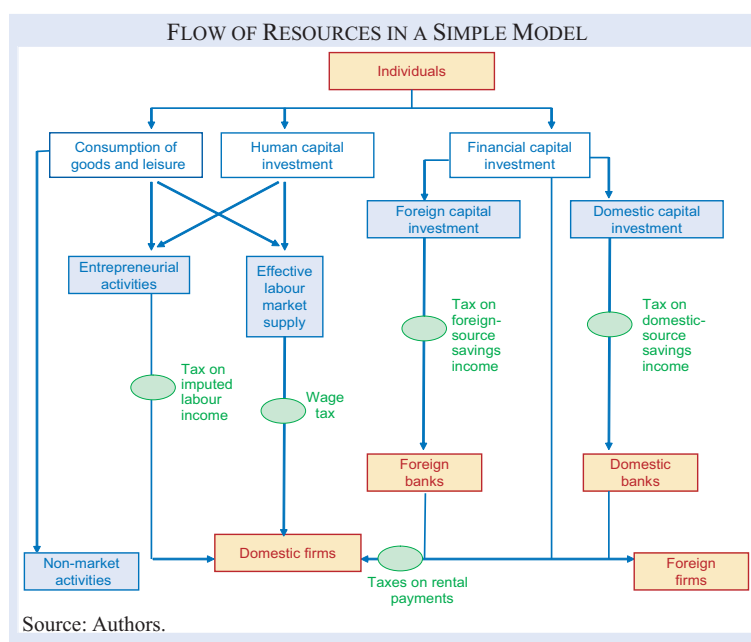 FLOW OF RESOURCES IN A SIMPLE MODEL
Individuals
Consumption of
goods and leisure
Human capital
investment
Financial capital
investment
Foreign capital
investment
Domestic capital
investment
Entrepreneurial
activities
Effective
labour
market
supply
Tax on
foreign-
source
savings
income
Tax on
domestic-
source
savings
income
Tax on
imputed
labour
income
Wage
tax
Foreign
banks
Domestic
banks
Domestic firms
Non-market
activities
Taxes on rental
payments
Foreign
firms
Source: Authors.